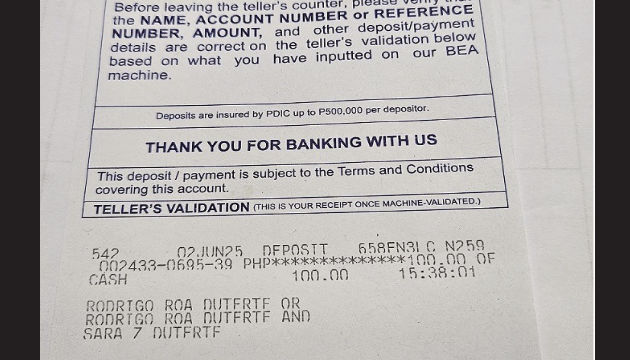 Before leaving the teller's counter, please verify that
the NAME, ACCOUNT NUMBER or REFERENCE
NUMBER, AMOUNT, and other deposit/payment
details are correct on the teller's validation below
based on what you have inputted on our BEA
machine.
Deposits are insured by PDIC up to P500,000 per depositor.
THANK YOU FOR BANKING WITH US
This deposit / payment is subject to the Terms and Conditions
covering this account.
TELLER'S VALIDATION (THIS IS YOUR RECEIPT ONCE MACHINE-VALIDATED.)
542 02JUN25 DEPOSIT 658FN3LC N259
002433-0695-39 PHP**************100.00 OF
CASH 100.00 15:38:01
RODRIGO ROA DUTERTE OR
RODRIGO ROA DUTERTE AND
SARA Z DUTERTE